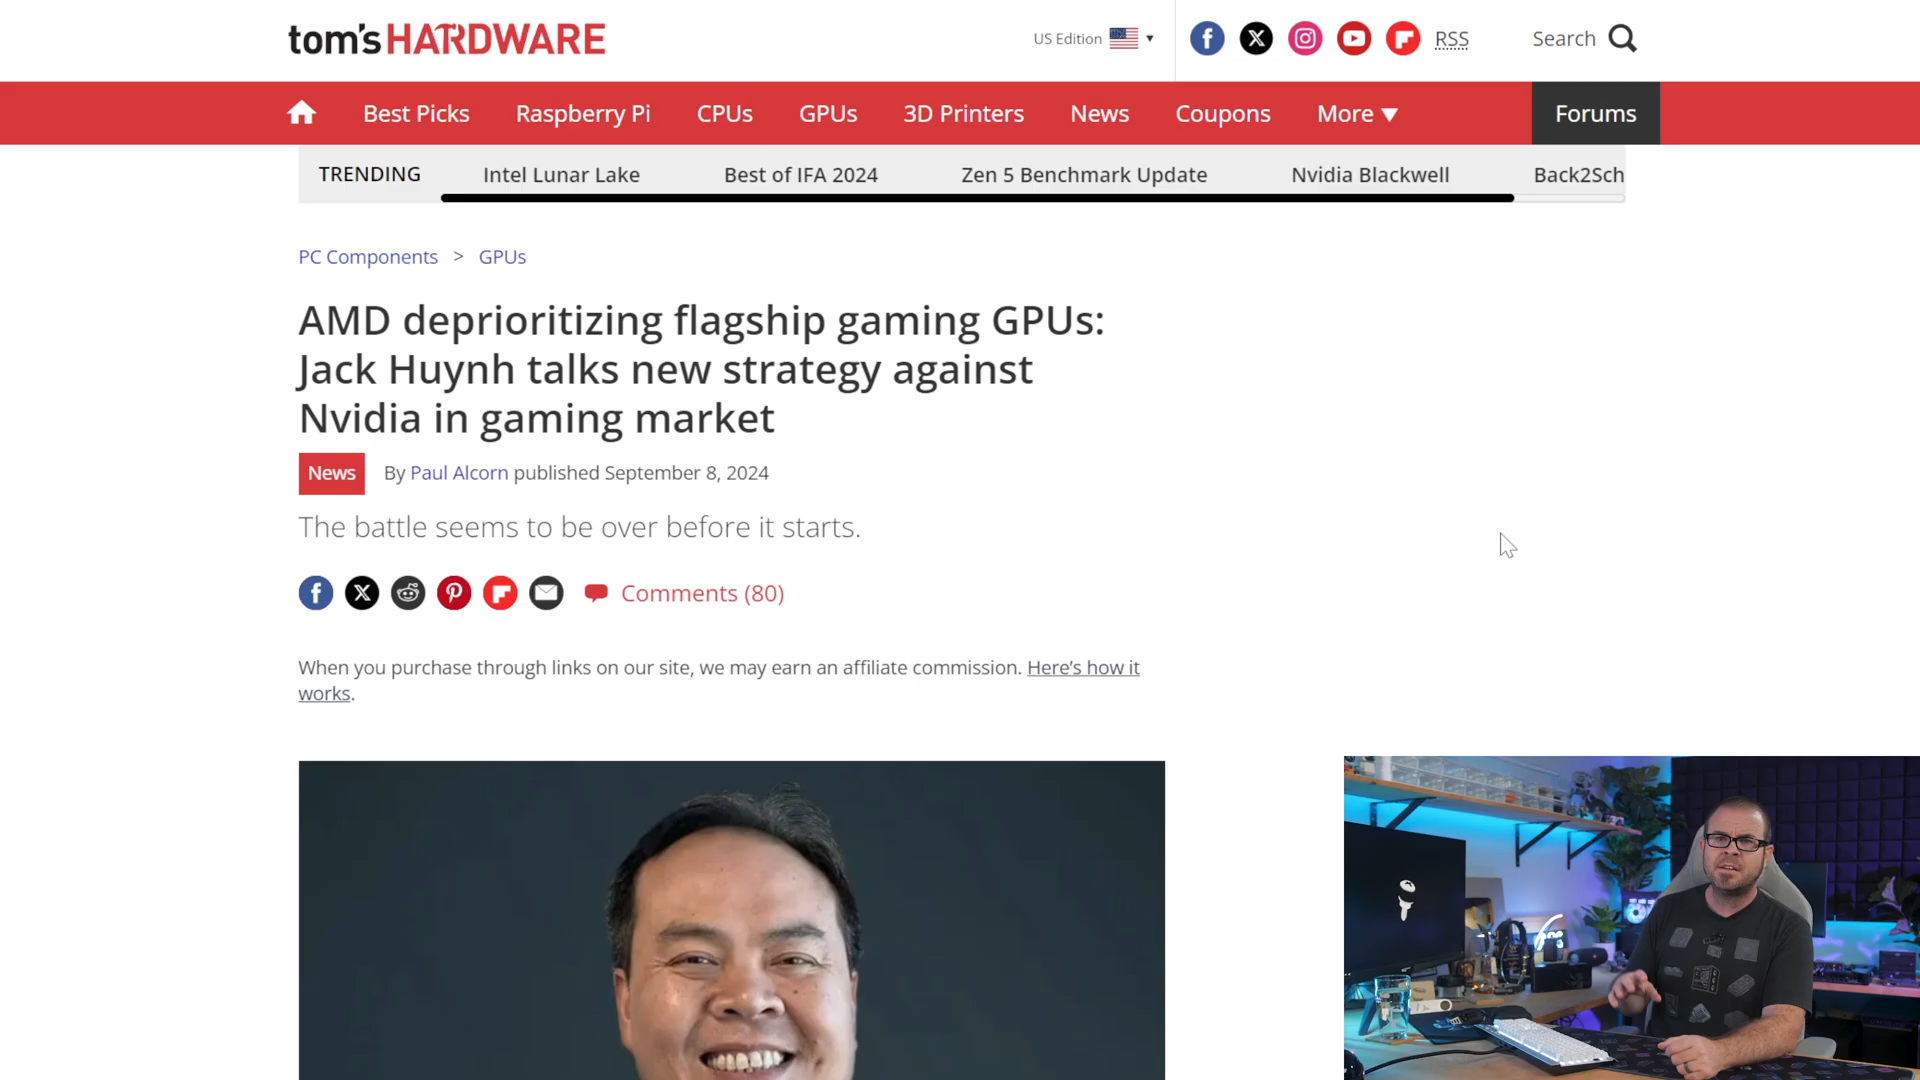 tom's HARDWARE
US Edition
RSS
Search
Best Picks
Raspberry Pi
CPUs
GPUs
3D Printers
News
Coupons
More
Forums
TRENDING
Intel Lunar Lake
Best of IFA 2024
Zen 5 Benchmark Update
Nvidia Blackwell
Back2Sch
PC Components > GPUs
AMD deprioritizing flagship gaming GPUs:
Jack Huynh talks new strategy against
Nvidia in gaming market
News By Paul Alcorn published September 8, 2024
The battle seems to be over before it starts.
Comments (80)
When you purchase through links on our site, we may earn an affiliate commission. Here's how it
works.